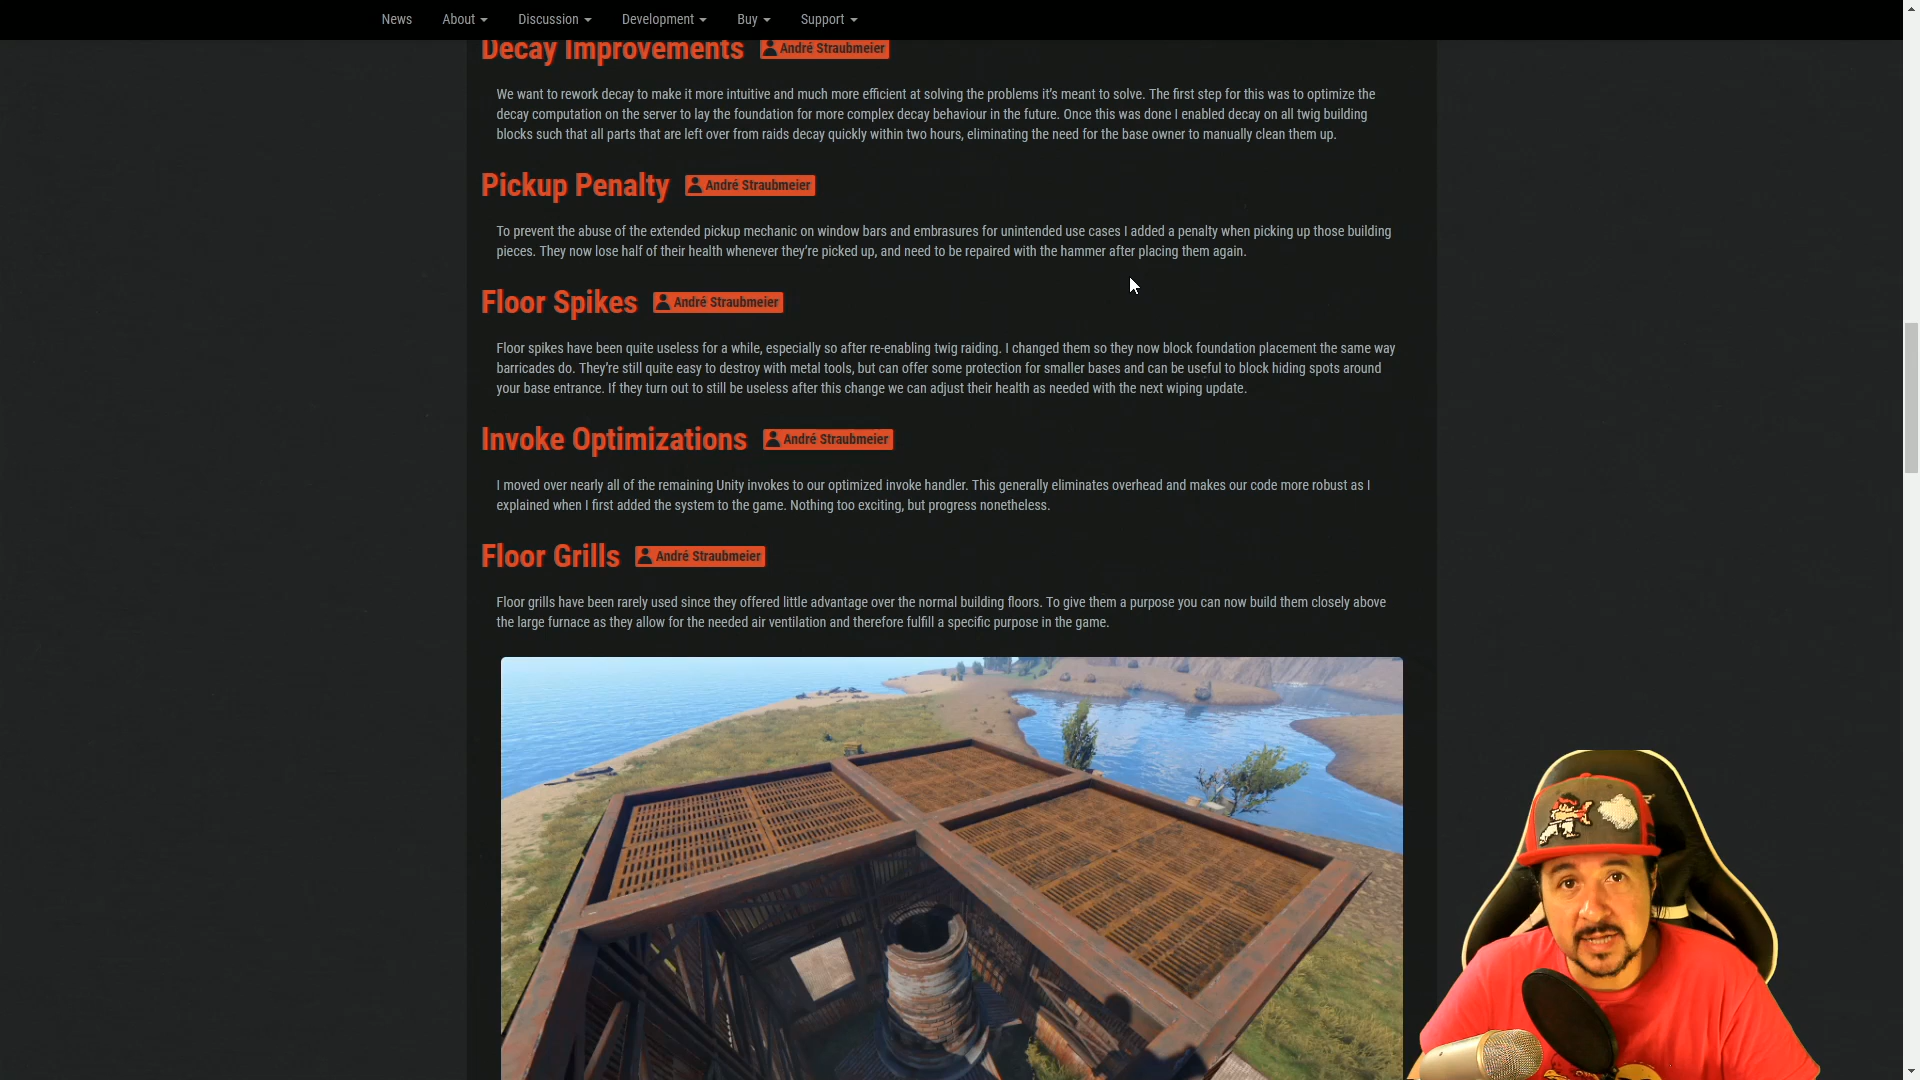 News
About
Discussion
Development
Buy
Support
Decay Improvements
André Straubmeier
We want to rework decay to make it more intuitive and much more efficient at solving the problems it's meant to solve. The first step for this was to optimize the
decay computation on the server to lay the foundation for more complex decay behaviour in the future. Once this was done I enabled decay on all twig building
blocks such that all parts that are left over from raids decay quickly within two hours, eliminating the need for the base owner to manually clean them up.
Pickup Penalty
André Straubmeier
To prevent the abuse of the extended pickup mechanic on window bars and embrasures for unintended use cases I added a penalty when picking up those building
pieces. They now lose half of their health whenever they're picked up, and need to be repaired with the hammer after placing them again.
Floor Spikes
André Straubmeier
Floor spikes have been quite useless for a while, especially so after re-enabling twig raiding. I changed them so they now block foundation placement the same way
barricades do. They're still quite easy to destroy with metal tools, but can offer some protection for smaller bases and can be useful to block hiding spots around
your base entrance. If they turn out to still be useless after this change we can adjust their health as needed with the next wiping update.
Invoke Optimizations
André Straubmeier
I moved over nearly all of the remaining Unity invokes to our optimized invoke handler. This generally eliminates overhead and makes our code more robust as I
explained when I first added the system to the game. Nothing too exciting, but progress nonetheless.
Floor Grills
André Straubmeier
Floor grills have been rarely used since they offered little advantage over the normal building floors. To give them a purpose you can now build them closely above
the large furnace as they allow for the needed air ventilation and therefore fulfill a specific purpose in the game.